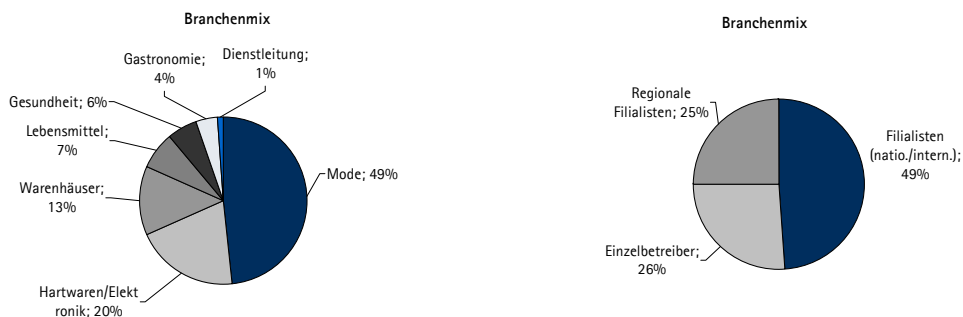 Branchenmix
Dienstleitung;
1%
Gastronomie;
4%
Gesundheit; 6%
Lebensmittel;
7%
Mode; 49%
Warenhäuser;
13%
Hartwaren/Elekt
ronik; 20%
Branchenmix
Regionale
Filialisten; 25%
Filialisten
(natio./intern.);
49%
Einzelbetreiber;
26%